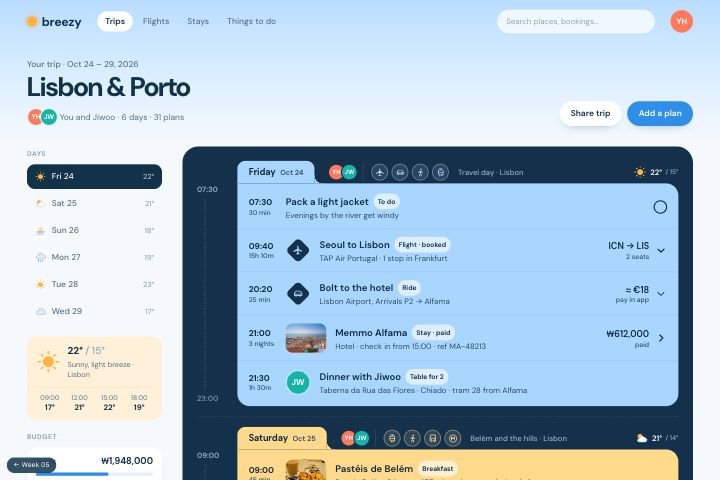 breezy
Trips
Flights
Stays
Things to do
Search places, bookings...
YH
Your trip · Oct 24 – 29, 2026
Lisbon & Porto
YH JW You and Jiwoo · 6 days · 31 plans
Share trip
Add a plan
DAYS
Fri 24 22°
Sat 25 21°
Sun 26 18°
Mon 27 19°
Tue 28 23°
Wed 29 17°
22° / 15°
Sunny, light breeze ·
Lisbon
09:00 12:00 15:00 18:00
17° 21° 22° 19°
BUDGET
₩1,948,000
← Week 05
Friday Oct 24
YH JW
Travel day · Lisbon
22° / 15°
07:30
07:30
30 min
Pack a light jacket To do
Evenings by the river get windy
09:40
15h 10m
Seoul to Lisbon Flight · booked
TAP Air Portugal · 1 stop in Frankfurt
ICN → LIS
2 seats
20:20
25 min
Bolt to the hotel Ride
Lisbon Airport, Arrivals P2 → Alfama
≈ €18
pay in app
21:00
3 nights
Memmo Alfama Stay · paid
Hotel · check in from 15:00 · ref MA-48213
₩612,000
paid
21:30
1h 30m
JW
Dinner with Jiwoo Table for 2
Taberna da Rua das Flores · Chiado · tram 28 from Alfama
23:00
Saturday Oct 25
YH JW
Belém and the hills · Lisbon
21° / 14°
09:00
09:00
45 min
Pastéis de Belém Breakfast